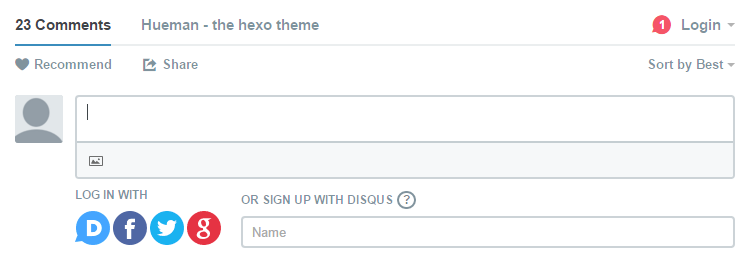 23 Comments
Hueman - the hexo theme
1
Login
Recommend
Share
Sort by Best
LOG IN WITH
OR SIGN UP WITH DISQUS ?
D f g
Name